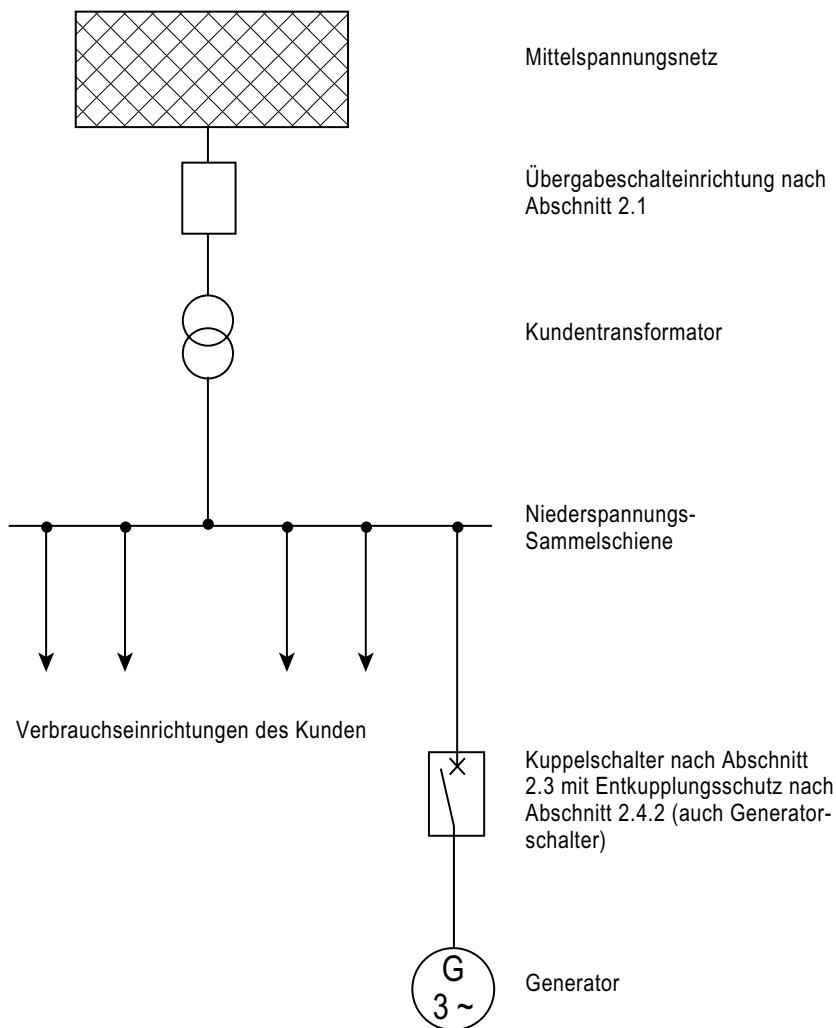 Mittelspannungsnetz
Übergabeschalteinrichtung nach
Abschnitt 2.1
Kundentransformator
Niederspannungs-
Sammelschiene
Verbrauchseinrichtungen des Kunden
Kuppelschalter nach Abschnitt
2.3 mit Entkupplungsschutz nach
Abschnitt 2.4.2 (auch Generator-
schalter)
G
3 ~
Generator